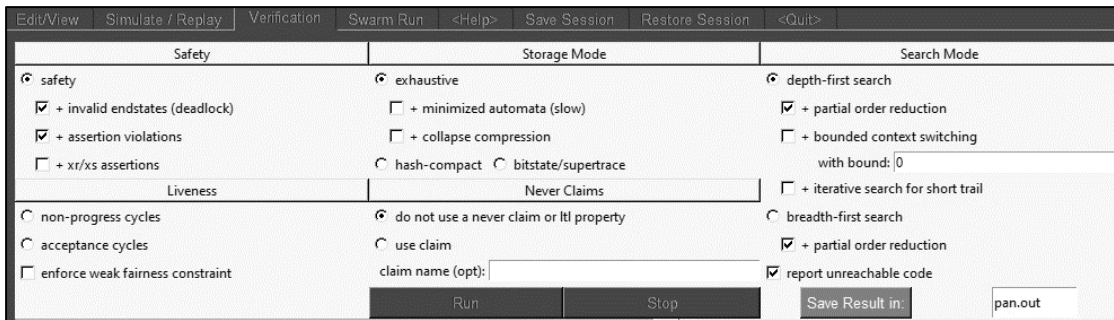 Edit/View Simulate / Replay Verification Swarm Run <Help> Save Session Restore Session <Quit>
Safety Storage Mode Search Mode
safety exhaustive depth-first search
+ invalid endstates (deadlock) + minimized automata (slow) + partial order reduction
+ assertion violations + collapse compression + bounded context switching
+ xr/xs assertions hash-compact bitstate/supertrace with bound: 0
Liveness Never Claims + iterative search for short trail
non-progress cycles do not use a never claim or ltl property breadth-first search
acceptance cycles use claim + partial order reduction
enforce weak fairness constraint claim name (opt): report unreachable code
Run Stop Save Result in: pan.out